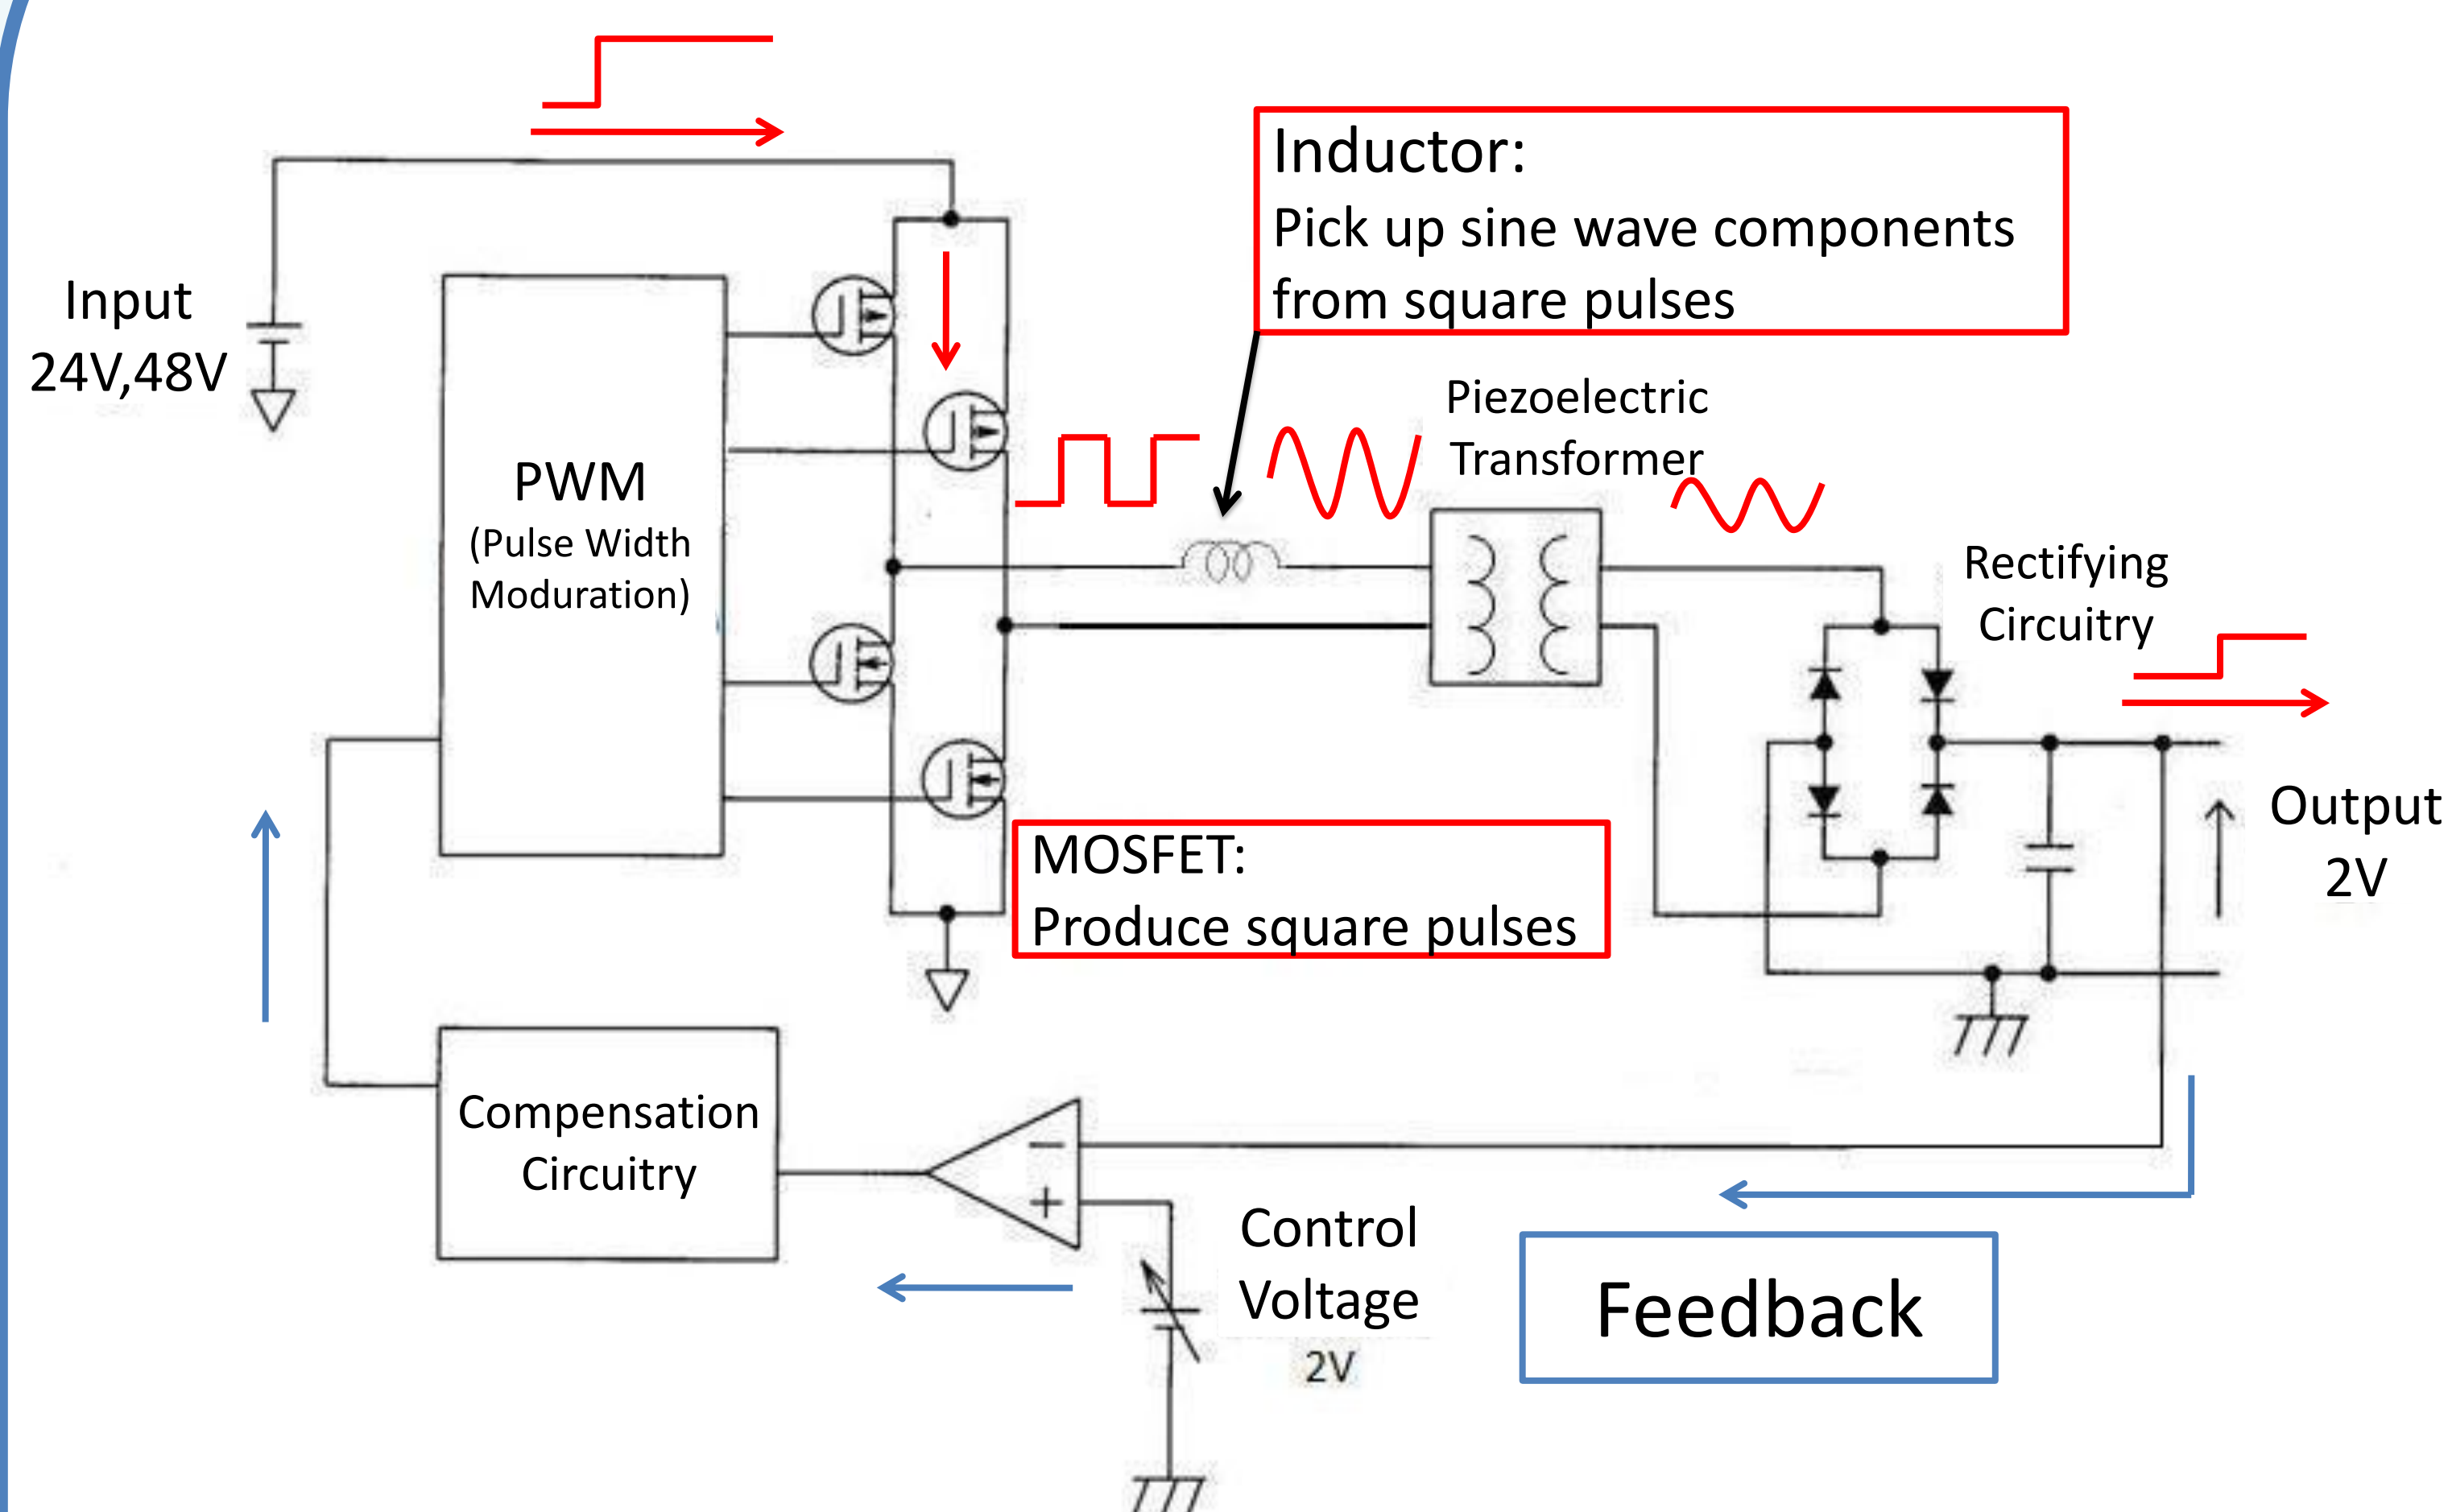 Inductor:
Pick up sine wave components
from square pulses
Input
24V,48V
Piezoelectric
Transformer
PWM
(Pulse Width
Moduration)
Rectifying
Circuitry
Output
2V
MOSFET:
Produce square pulses
Compensation
Circuitry
−
+
Control
Voltage
2V
Feedback